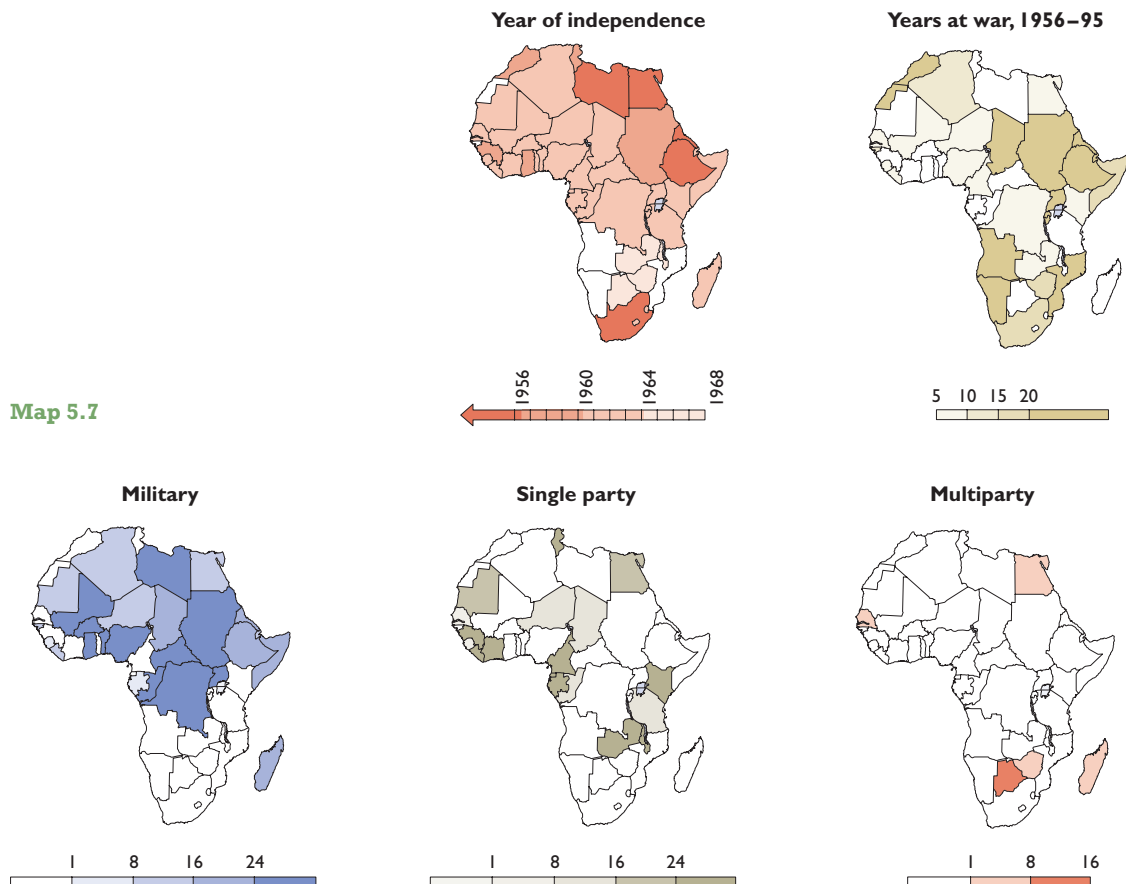 Year of independence
Years at war, 1956–95
1956
1960
1964
1968
5 10 15 20
Map 5.7
Military
Single party
Multiparty
1 8 16 24
1 8 16 24
1 8 16